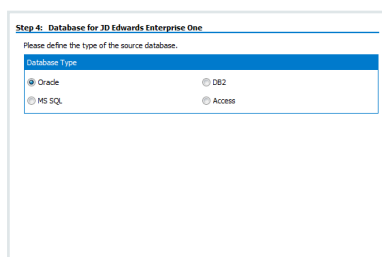 Step 4: Database for JD Edwards Enterprise One
Please define the type of the source database.
Database Type
Oracle DB2
MS SQL Access